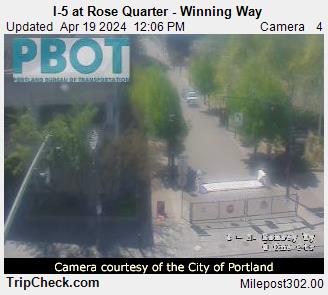 I-5 at Rose Quarter - Winning Way
Updated Apr 19 2024 12:06 PM Camera 4
PBOT
PORTLAND BUREAU OF TRANSPORTATION
Camera courtesy of the City of Portland
TripCheck.com Milepost302.00